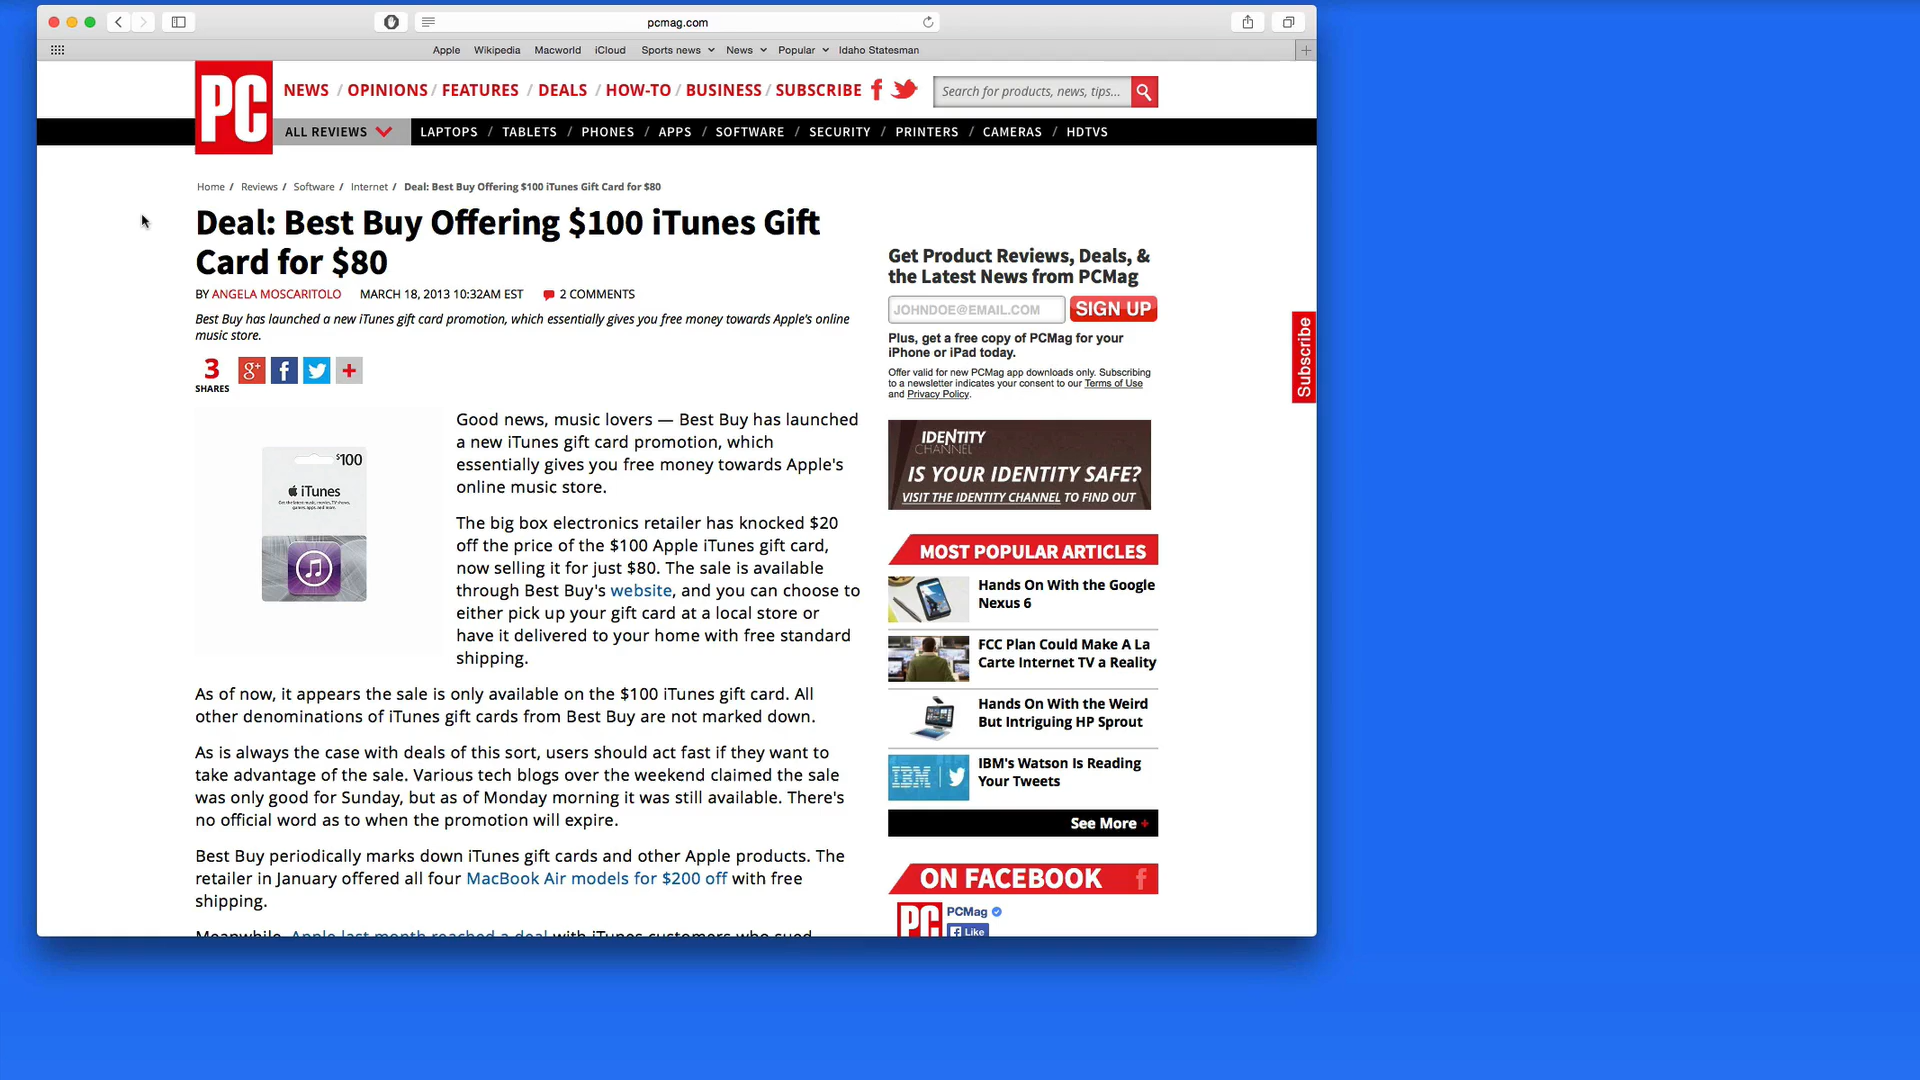 pcmag.com
Apple Wikipedia Macworld iCloud Sports news News Popular Idaho Statesman
PC
NEWS / OPINIONS / FEATURES / DEALS / HOW-TO / BUSINESS / SUBSCRIBE
Search for products, news, tips...
ALL REVIEWS
LAPTOPS / TABLETS / PHONES / APPS / SOFTWARE / SECURITY / PRINTERS / CAMERAS / HDTVS
Home / Reviews / Software / Internet / Deal: Best Buy Offering $100 iTunes Gift Card for $80
Deal: Best Buy Offering $100 iTunes Gift
Card for $80
BY ANGELA MOSCARITOLO MARCH 18, 2013 10:32AM EST 2 COMMENTS
Best Buy has launched a new iTunes gift card promotion, which essentially gives you free money towards Apple's online
music store.
3
SHARES
$100
iTunes
Good news, music lovers — Best Buy has launched
a new iTunes gift card promotion, which
essentially gives you free money towards Apple's
online music store.
The big box electronics retailer has knocked $20
off the price of the $100 Apple iTunes gift card,
now selling it for just $80. The sale is available
through Best Buy's website, and you can choose to
either pick up your gift card at a local store or
have it delivered to your home with free standard
shipping.
As of now, it appears the sale is only available on the $100 iTunes gift card. All
other denominations of iTunes gift cards from Best Buy are not marked down.
As is always the case with deals of this sort, users should act fast if they want to
take advantage of the sale. Various tech blogs over the weekend claimed the sale
was only good for Sunday, but as of Monday morning it was still available. There's
no official word as to when the promotion will expire.
Best Buy periodically marks down iTunes gift cards and other Apple products. The
retailer in January offered all four MacBook Air models for $200 off with free
shipping.
Meanwhile, Apple last month reached a deal with iTunes customers who sued
Get Product Reviews, Deals, &
the Latest News from PCMag
JOHNDOE@EMAIL.COM
SIGN UP
Plus, get a free copy of PCMag for your
iPhone or iPad today.
Offer valid for new PCMag app downloads only. Subscribing
to a newsletter indicates your consent to our Terms of Use
and Privacy Policy.
Subscribe
IDENTITY
CHANNEL
IS YOUR IDENTITY SAFE?
VISIT THE IDENTITY CHANNEL TO FIND OUT
MOST POPULAR ARTICLES
Hands On With the Google
Nexus 6
FCC Plan Could Make A La
Carte Internet TV a Reality
Hands On With the Weird
But Intriguing HP Sprout
IBM
IBM's Watson Is Reading
Your Tweets
See More +
ON FACEBOOK
PC
PCMag
Like